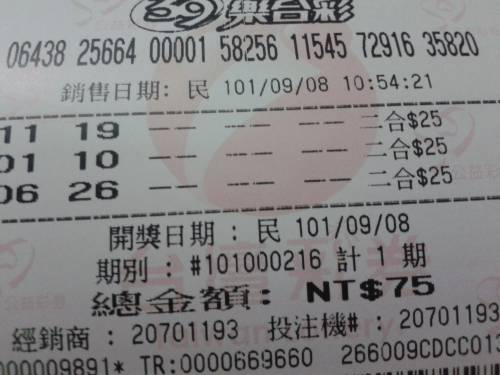 39樂合彩
06438 25664 00001 58256 11545 72916 35820
銷售日期: 民 101/09/08 10:54:21
11 19 -- -- -- -- 二合$25
01 10 -- -- -- -- 二合$25
06 26 -- -- -- -- 二合$25
開獎日期 : 民 101/09/08
期別 : #101000216 計 1 期
總金額: NT$75
經銷商 : 20701193 投注機# : 20701193
000009891* TR:0000669660 266009CDCC013